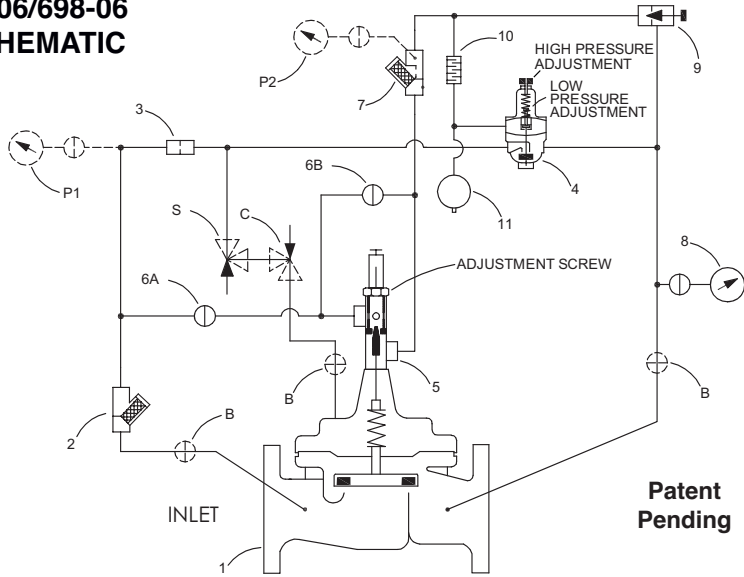 06/698-06
HEMATIC
P2
7
10
HIGH PRESSURE
ADJUSTMENT
LOW
PRESSURE
ADJUSTMENT
9
3
P1
4
6B
11
S
C
8
6A
ADJUSTMENT SCREW
B
5
B
2
B
INLET
Patent
Pending
1